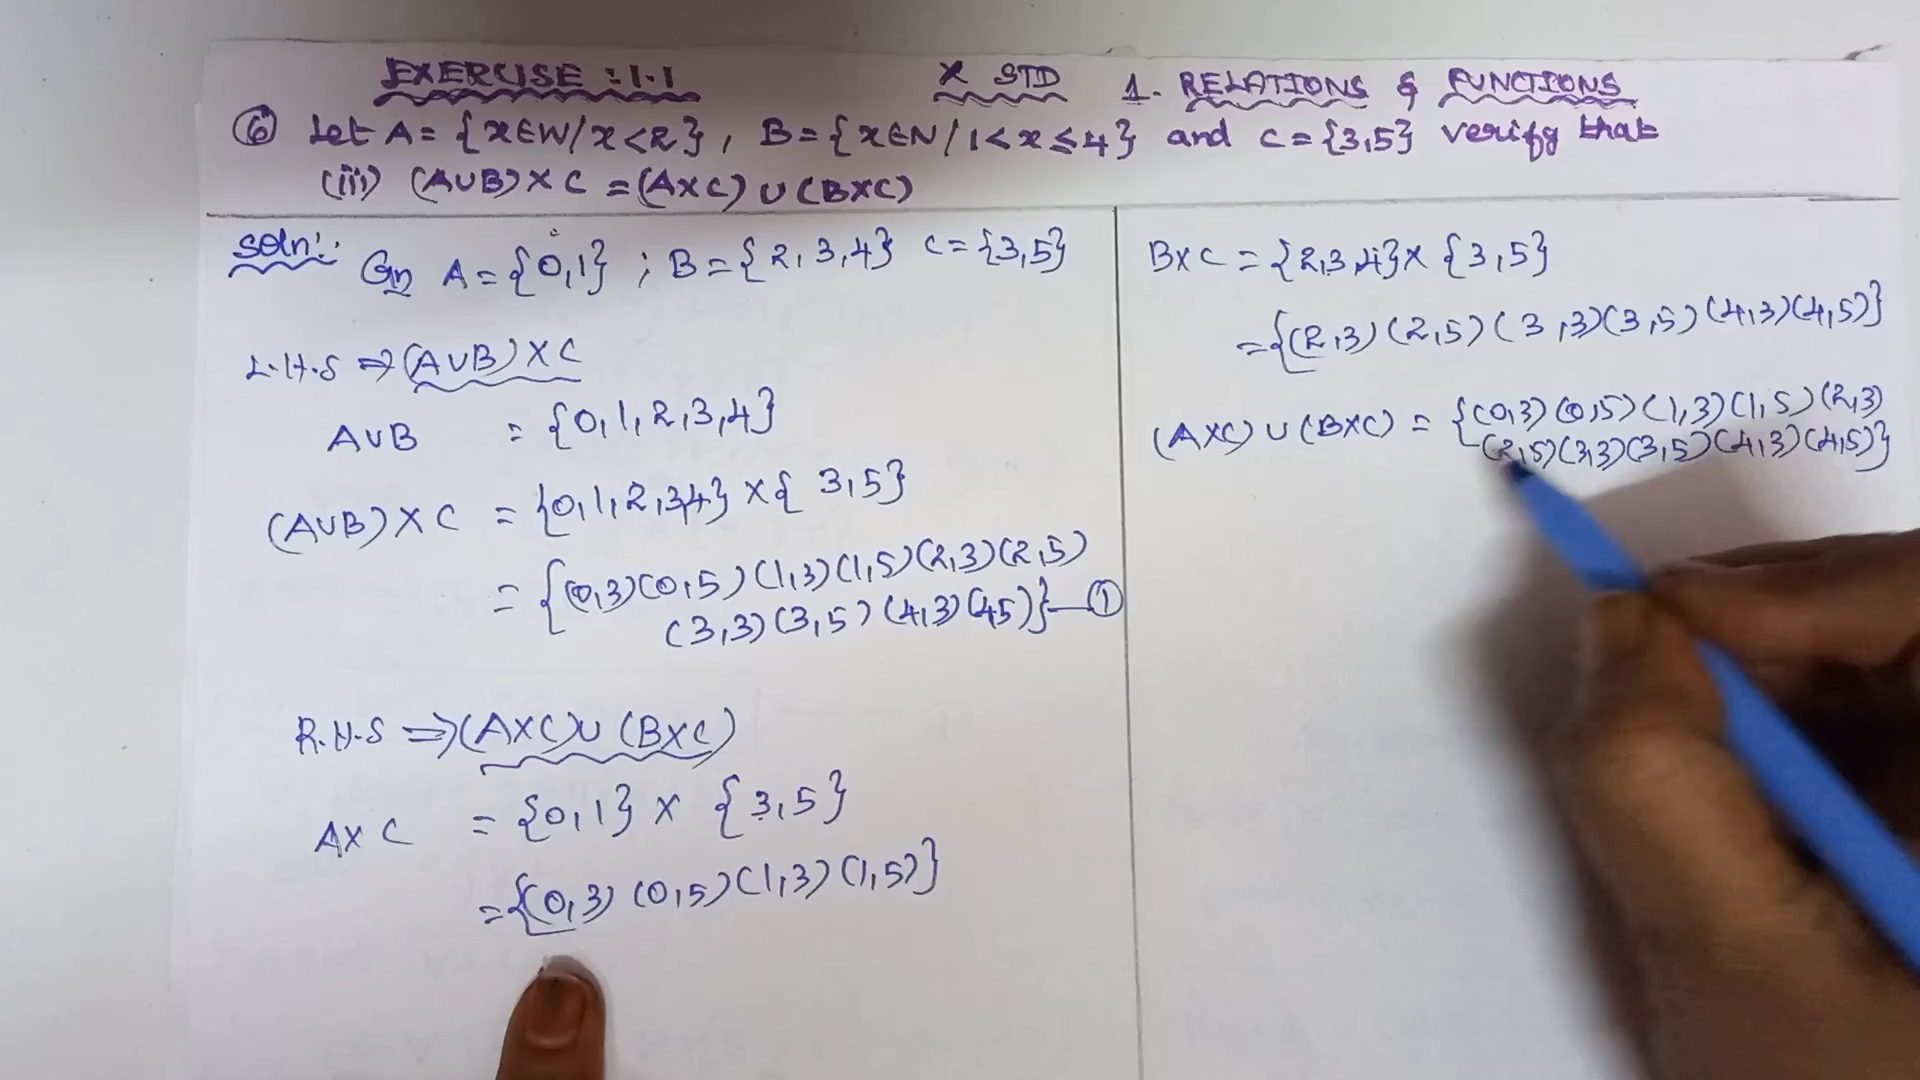 EXERCISE : 1.1 X STD 1. RELATIONS & FUNCTIONS
⑥ Let A = {x∈W/x<2}, B = {x∈N/1<x≤4} and C = {3,5} verify that
(iii) (A∪B)×C = (A×C)∪(B×C)
Soln:
Gn A = {0,1} ; B = {2,3,4} C = {3,5}
L.H.S ⇒ (A∪B)×C
A∪B = {0,1,2,3,4}
(A∪B)×C = {0,1,2,3,4} × {3,5}
= {(0,3)(0,5)(1,3)(1,5)(2,3)(2,5)
(3,3)(3,5)(4,3)(45)}—①
R.H.S ⇒ (A×C)∪(B×C)
A×C = {0,1} × {3,5}
= {(0,3)(0,5)(1,3)(1,5)}
B×C = {2,3,4} × {3,5}
= {(2,3)(2,5)(3,3)(3,5)(4,3)(4,5)}
(A×C)∪(B×C) = {(0,3)(0,5)(1,3)(1,5)(2,3)
(2,5)(3,3)(3,5)(4,3)(4,5)}